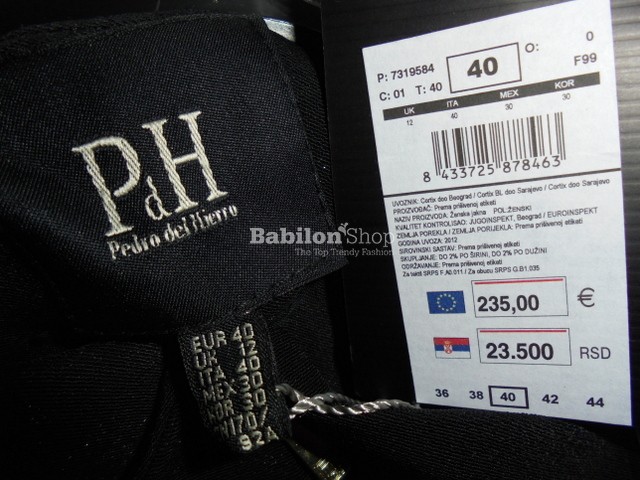 PdH
Pedro del Hierro
EUR 40
UK 12
ITA 40
MEX 30
KOR 30
170/
92A
Babilon Shop
The Top Trendy Fashion
P: 7319584 40 O: 0
C: 01 T: 40 F99
UK ITA MEX KOR
12 40 30 30
8 433725 878463
UVOZNIK: Cortix doo Beograd / Cortix BL doo Sarajevo / Cortix doo Sarajevo
PROIZVOĐAČ: Prema prišivenoj etiketi
NAZIV PROIZVODA: Ženska jakna POL:ŽENSKI
KVALITET KONTROLISAO: JUGOINSPEKT, Beograd / EUROINSPEKT
ZEMLJA POREKLA / ZEMLJA PORIJEKLA: Prema prišivenoj etiketi
GODINA UVOZA: 2012
SIROVINSKI SASTAV: Prema prišivenoj etiketi
SKUPLJANJE: DO 2% PO ŠIRINI, DO 2% PO DUŽINI
ODRŽAVANJE: Prema prišivenoj etiketi
Za tekstil SRPS F.A0.011 / Za obuću SRPS G.B1.035
235,00 €
23.500 RSD
36 38 40 42 44